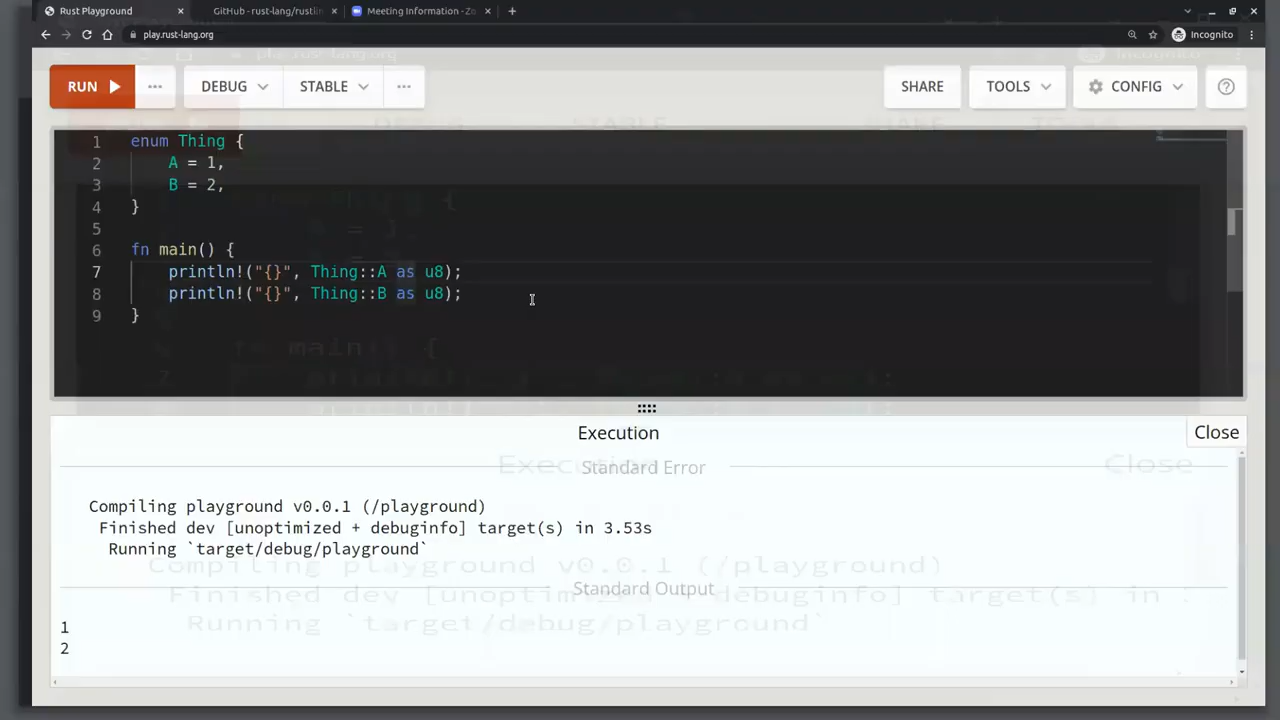 Rust Playground
GitHub - rust-lang/rustlin
Meeting Information - Zo
play.rust-lang.org
Incognito
RUN
DEBUG
STABLE
SHARE
TOOLS
CONFIG
1 enum Thing {
2 A = 1,
3 B = 2,
4 }
5
6 fn main() {
7 println!("{}", Thing::A as u8);
8 println!("{}", Thing::B as u8);
9 }
Execution
Close
Standard Error
Compiling playground v0.0.1 (/playground)
Finished dev [unoptimized + debuginfo] target(s) in 3.53s
Running `target/debug/playground`
Standard Output
1
2